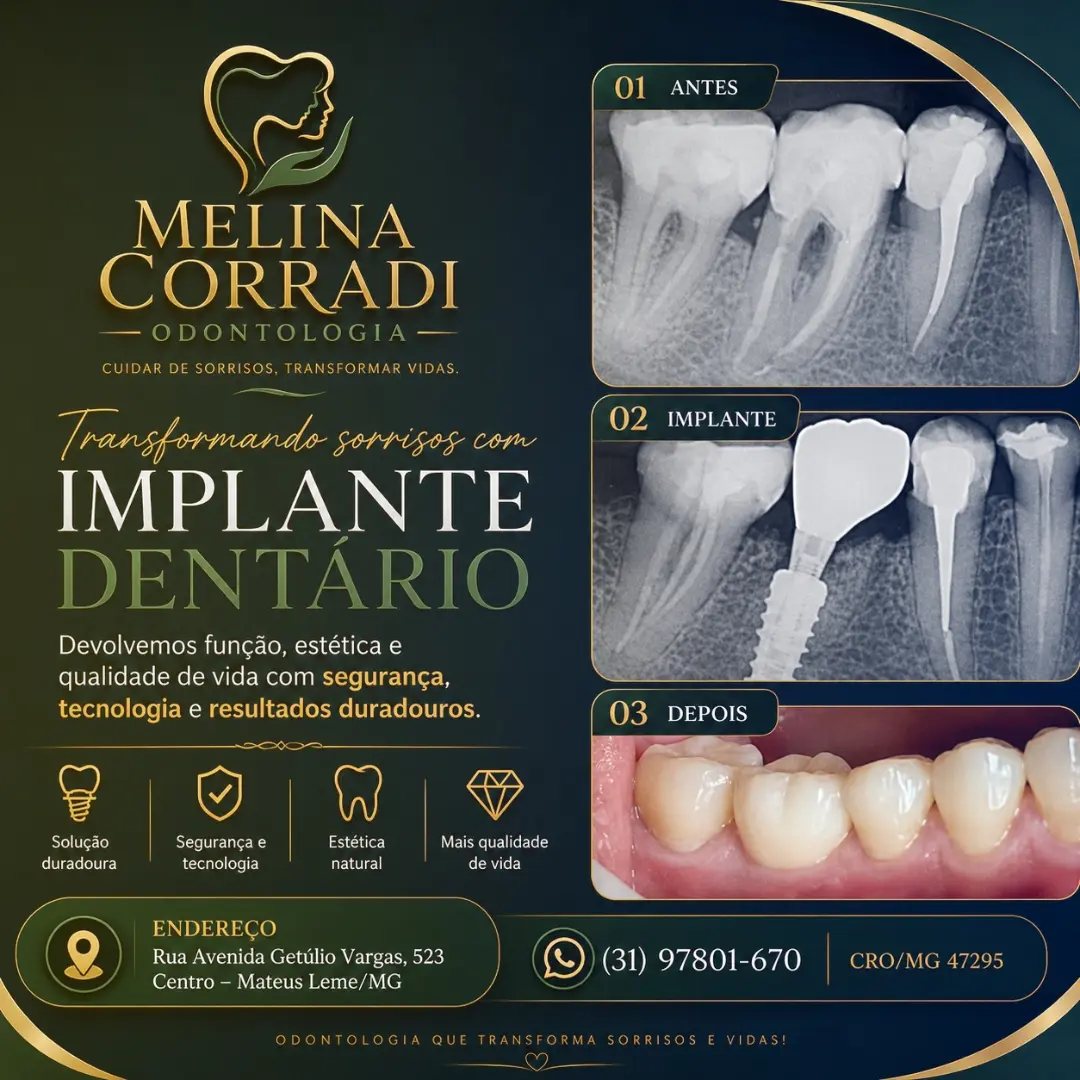 MELINA
CORRADI
ODONTOLOGIA
CUIDAR DE SORRISOS, TRANSFORMAR VIDAS.
Transformando sorrisos com
IMPLANTE
DENTÁRIO
Devolvemos função, estética e
qualidade de vida com segurança,
tecnologia e resultados duradouros.
Solução
duradoura
Segurança e
tecnologia
Estética
natural
Mais qualidade
de vida
01 ANTES
02 IMPLANTE
03 DEPOIS
ENDEREÇO
Rua Avenida Getúlio Vargas, 523
Centro – Mateus Leme/MG
(31) 97801-670
CRO/MG 47295
ODONTOLOGIA QUE TRANSFORMA SORRISOS E VIDAS!